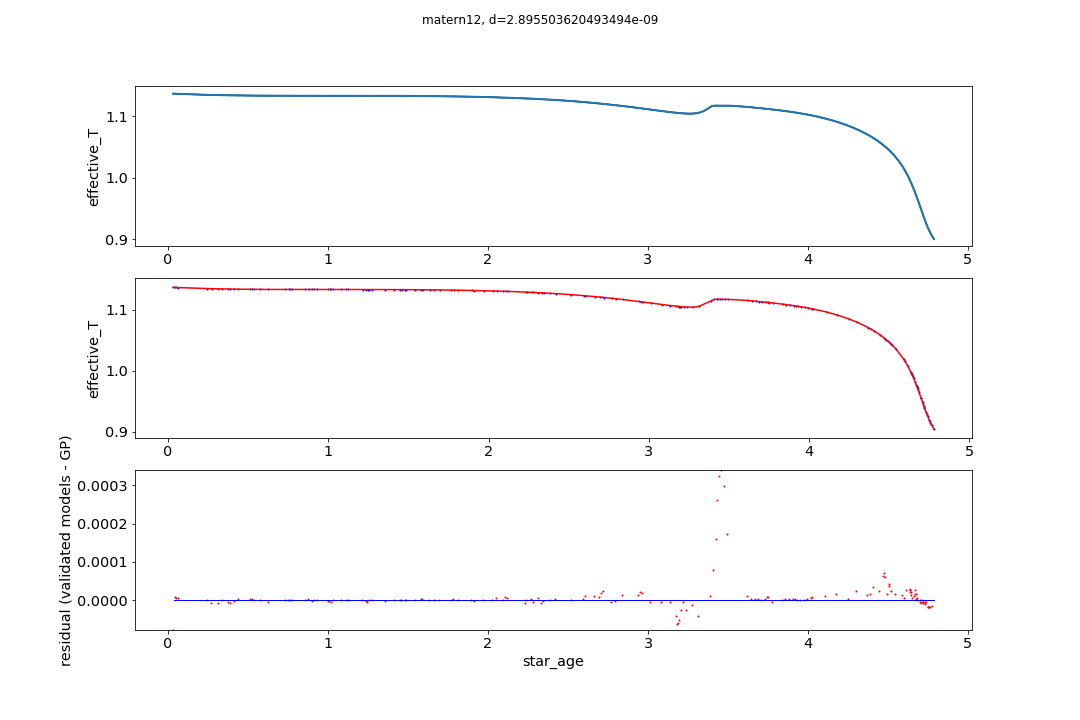 matern12, d=2.895503620493494e-09
effective_T
1.1
1.0
0.9
0 1 2 3 4 5
effective_T
1.1
1.0
0.9
0 1 2 3 4 5
residual (validated models - GP)
0.0003
0.0002
0.0001
0.0000
0 1 2 3 4 5
star_age